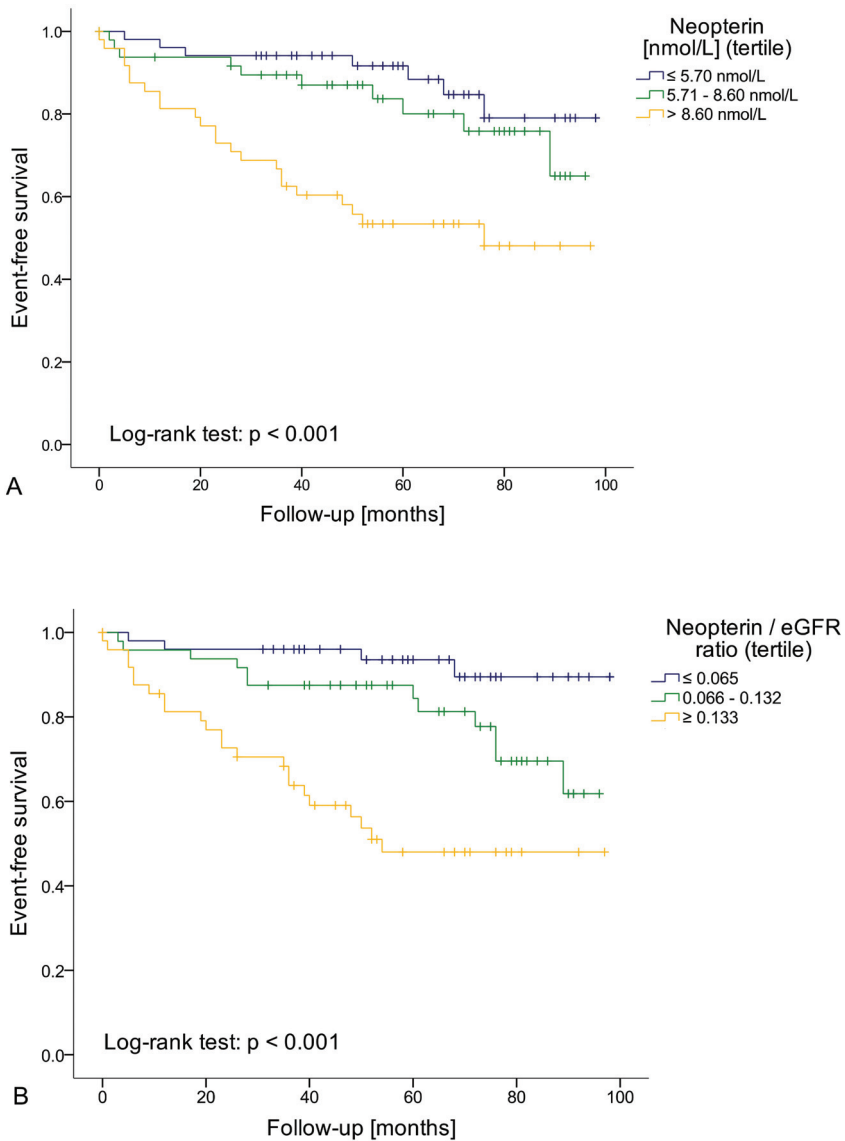 Neopterin
[nmol/L] (tertile)
≤ 5.70 nmol/L
5.71 - 8.60 nmol/L
> 8.60 nmol/L
1.0
0.8
0.6
0.4
0.2
0.0
Event-free survival
Log-rank test: p < 0.001
0 20 40 60 80 100
Follow-up [months]
A
Neopterin / eGFR
ratio (tertile)
≤ 0.065
0.066 - 0.132
≥ 0.133
1.0
0.8
0.6
0.4
0.2
0.0
Event-free survival
Log-rank test: p < 0.001
0 20 40 60 80 100
Follow-up [months]
B